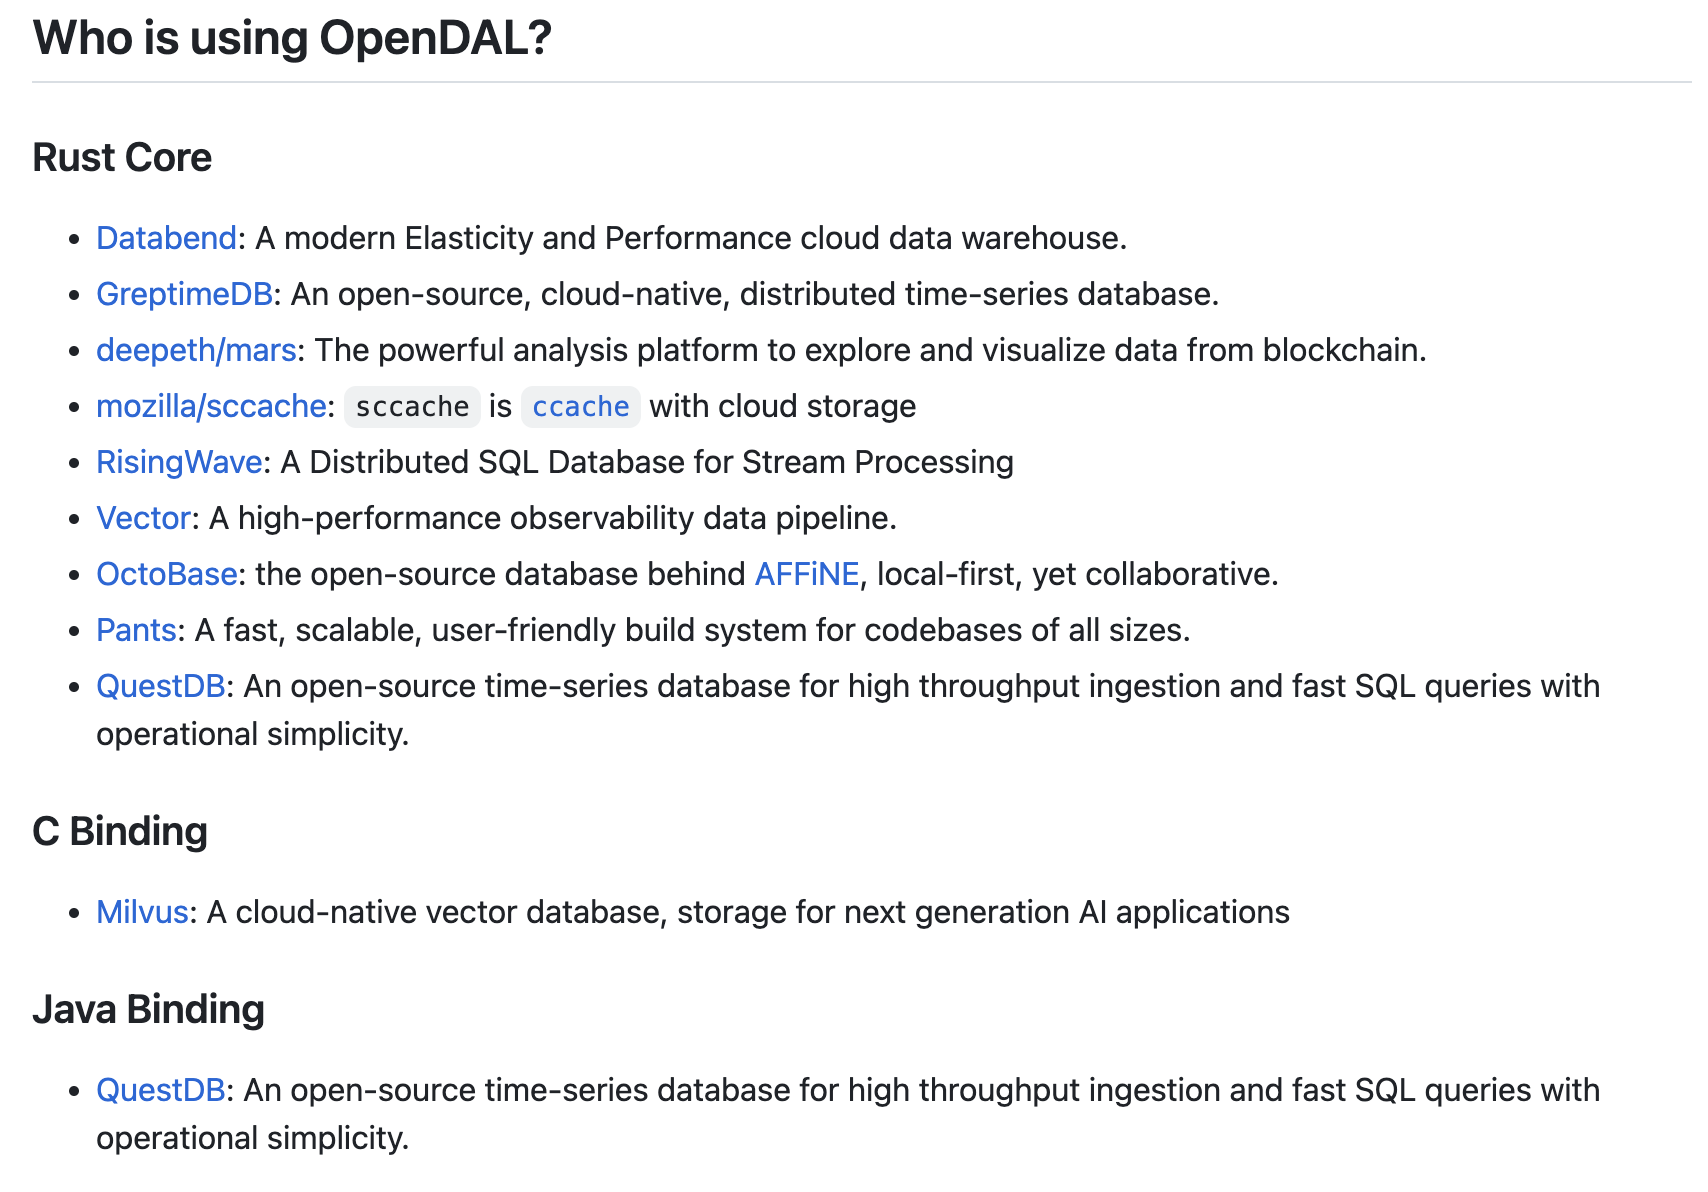 Who is using OpenDAL?
Rust Core
• Databend: A modern Elasticity and Performance cloud data warehouse.
• GreptimeDB: An open-source, cloud-native, distributed time-series database.
• deepeth/mars: The powerful analysis platform to explore and visualize data from blockchain.
• mozilla/sccache: sccache is ccache with cloud storage
• RisingWave: A Distributed SQL Database for Stream Processing
• Vector: A high-performance observability data pipeline.
• OctoBase: the open-source database behind AFFiNE, local-first, yet collaborative.
• Pants: A fast, scalable, user-friendly build system for codebases of all sizes.
• QuestDB: An open-source time-series database for high throughput ingestion and fast SQL queries with
operational simplicity.
C Binding
• Milvus: A cloud-native vector database, storage for next generation AI applications
Java Binding
• QuestDB: An open-source time-series database for high throughput ingestion and fast SQL queries with
operational simplicity.